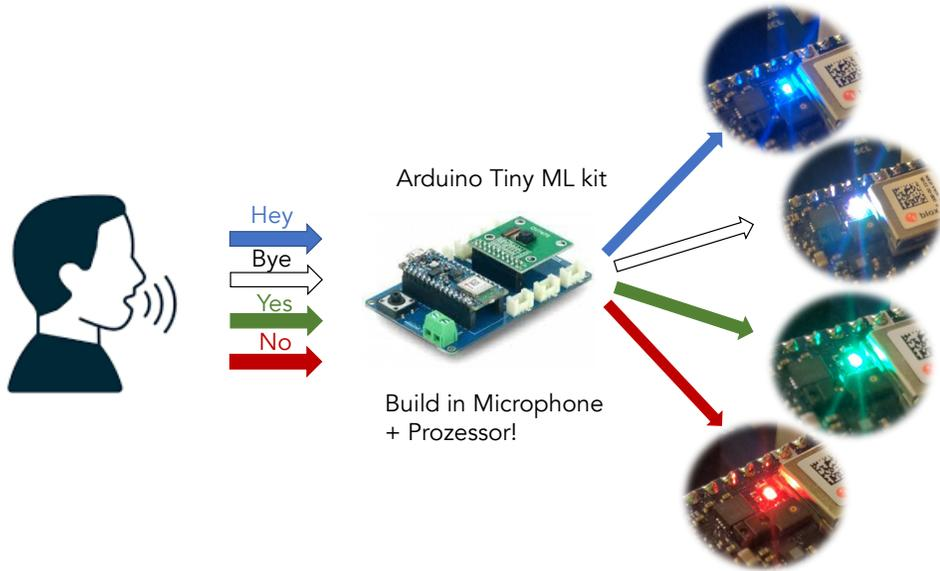 Arduino Tiny ML kit
Hey
Bye
Yes
No
Build in Microphone
+ Prozessor!